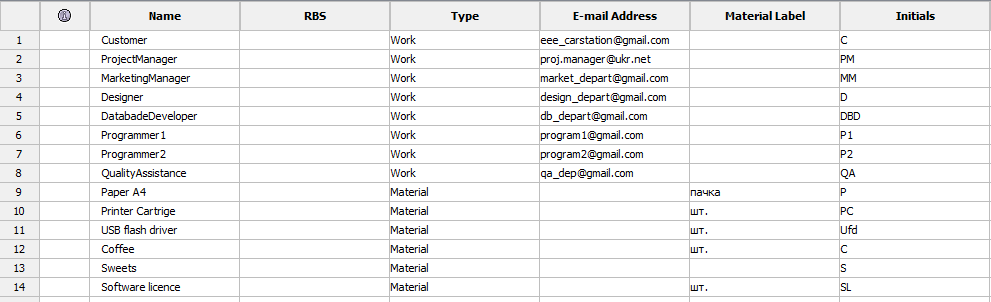 Name RBS Type E-mail Address Material Label Initials
1 Customer Work eee_carstation@gmail.com C
2 ProjectManager Work proj.manager@ukr.net PM
3 MarketingManager Work market_depart@gmail.com MM
4 Designer Work design_depart@gmail.com D
5 DatabadeDeveloper Work db_depart@gmail.com DBD
6 Programmer1 Work program1@gmail.com P1
7 Programmer2 Work program2@gmail.com P2
8 QualityAssistance Work qa_dep@gmail.com QA
9 Paper A4 Material пачка P
10 Printer Cartrige Material шт. PC
11 USB flash driver Material шт. Ufd
12 Coffee Material шт. C
13 Sweets Material S
14 Software licence Material шт. SL